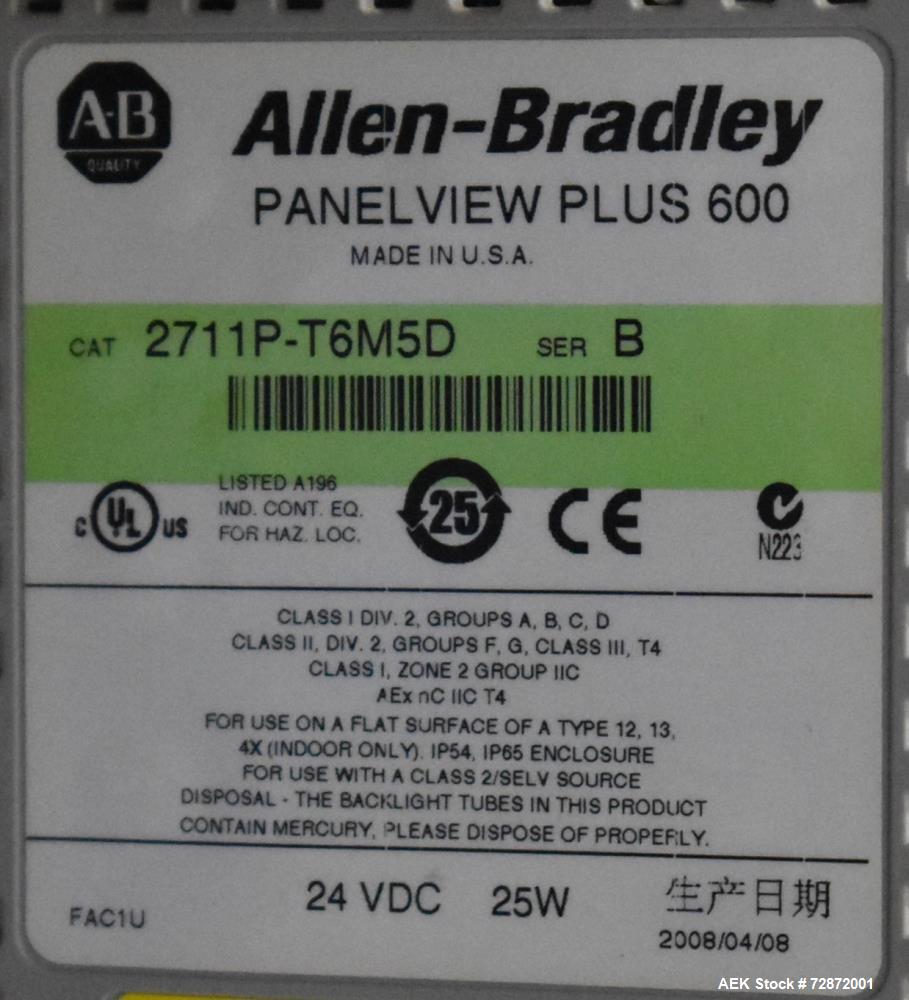 A·B
QUALITY
Allen-Bradley
PANELVIEW PLUS 600
MADE IN U.S.A.
CAT 2711P-T6M5D SER B
C UL US
LISTED A196
IND. CONT. EQ.
FOR HAZ. LOC.
25
CE
N223
CLASS I DIV. 2, GROUPS A, B, C, D
CLASS II, DIV. 2, GROUPS F, G, CLASS III, T4
CLASS I, ZONE 2 GROUP IIC
AEx nC IIC T4
FOR USE ON A FLAT SURFACE OF A TYPE 12, 13,
4X (INDOOR ONLY), IP54, IP65 ENCLOSURE
FOR USE WITH A CLASS 2/SELV SOURCE
DISPOSAL - THE BACKLIGHT TUBES IN THIS PRODUCT
CONTAIN MERCURY, PLEASE DISPOSE OF PROPERLY.
FAC1U
24 VDC 25W
生产日期
2008/04/08
AEK Stock # 72872001